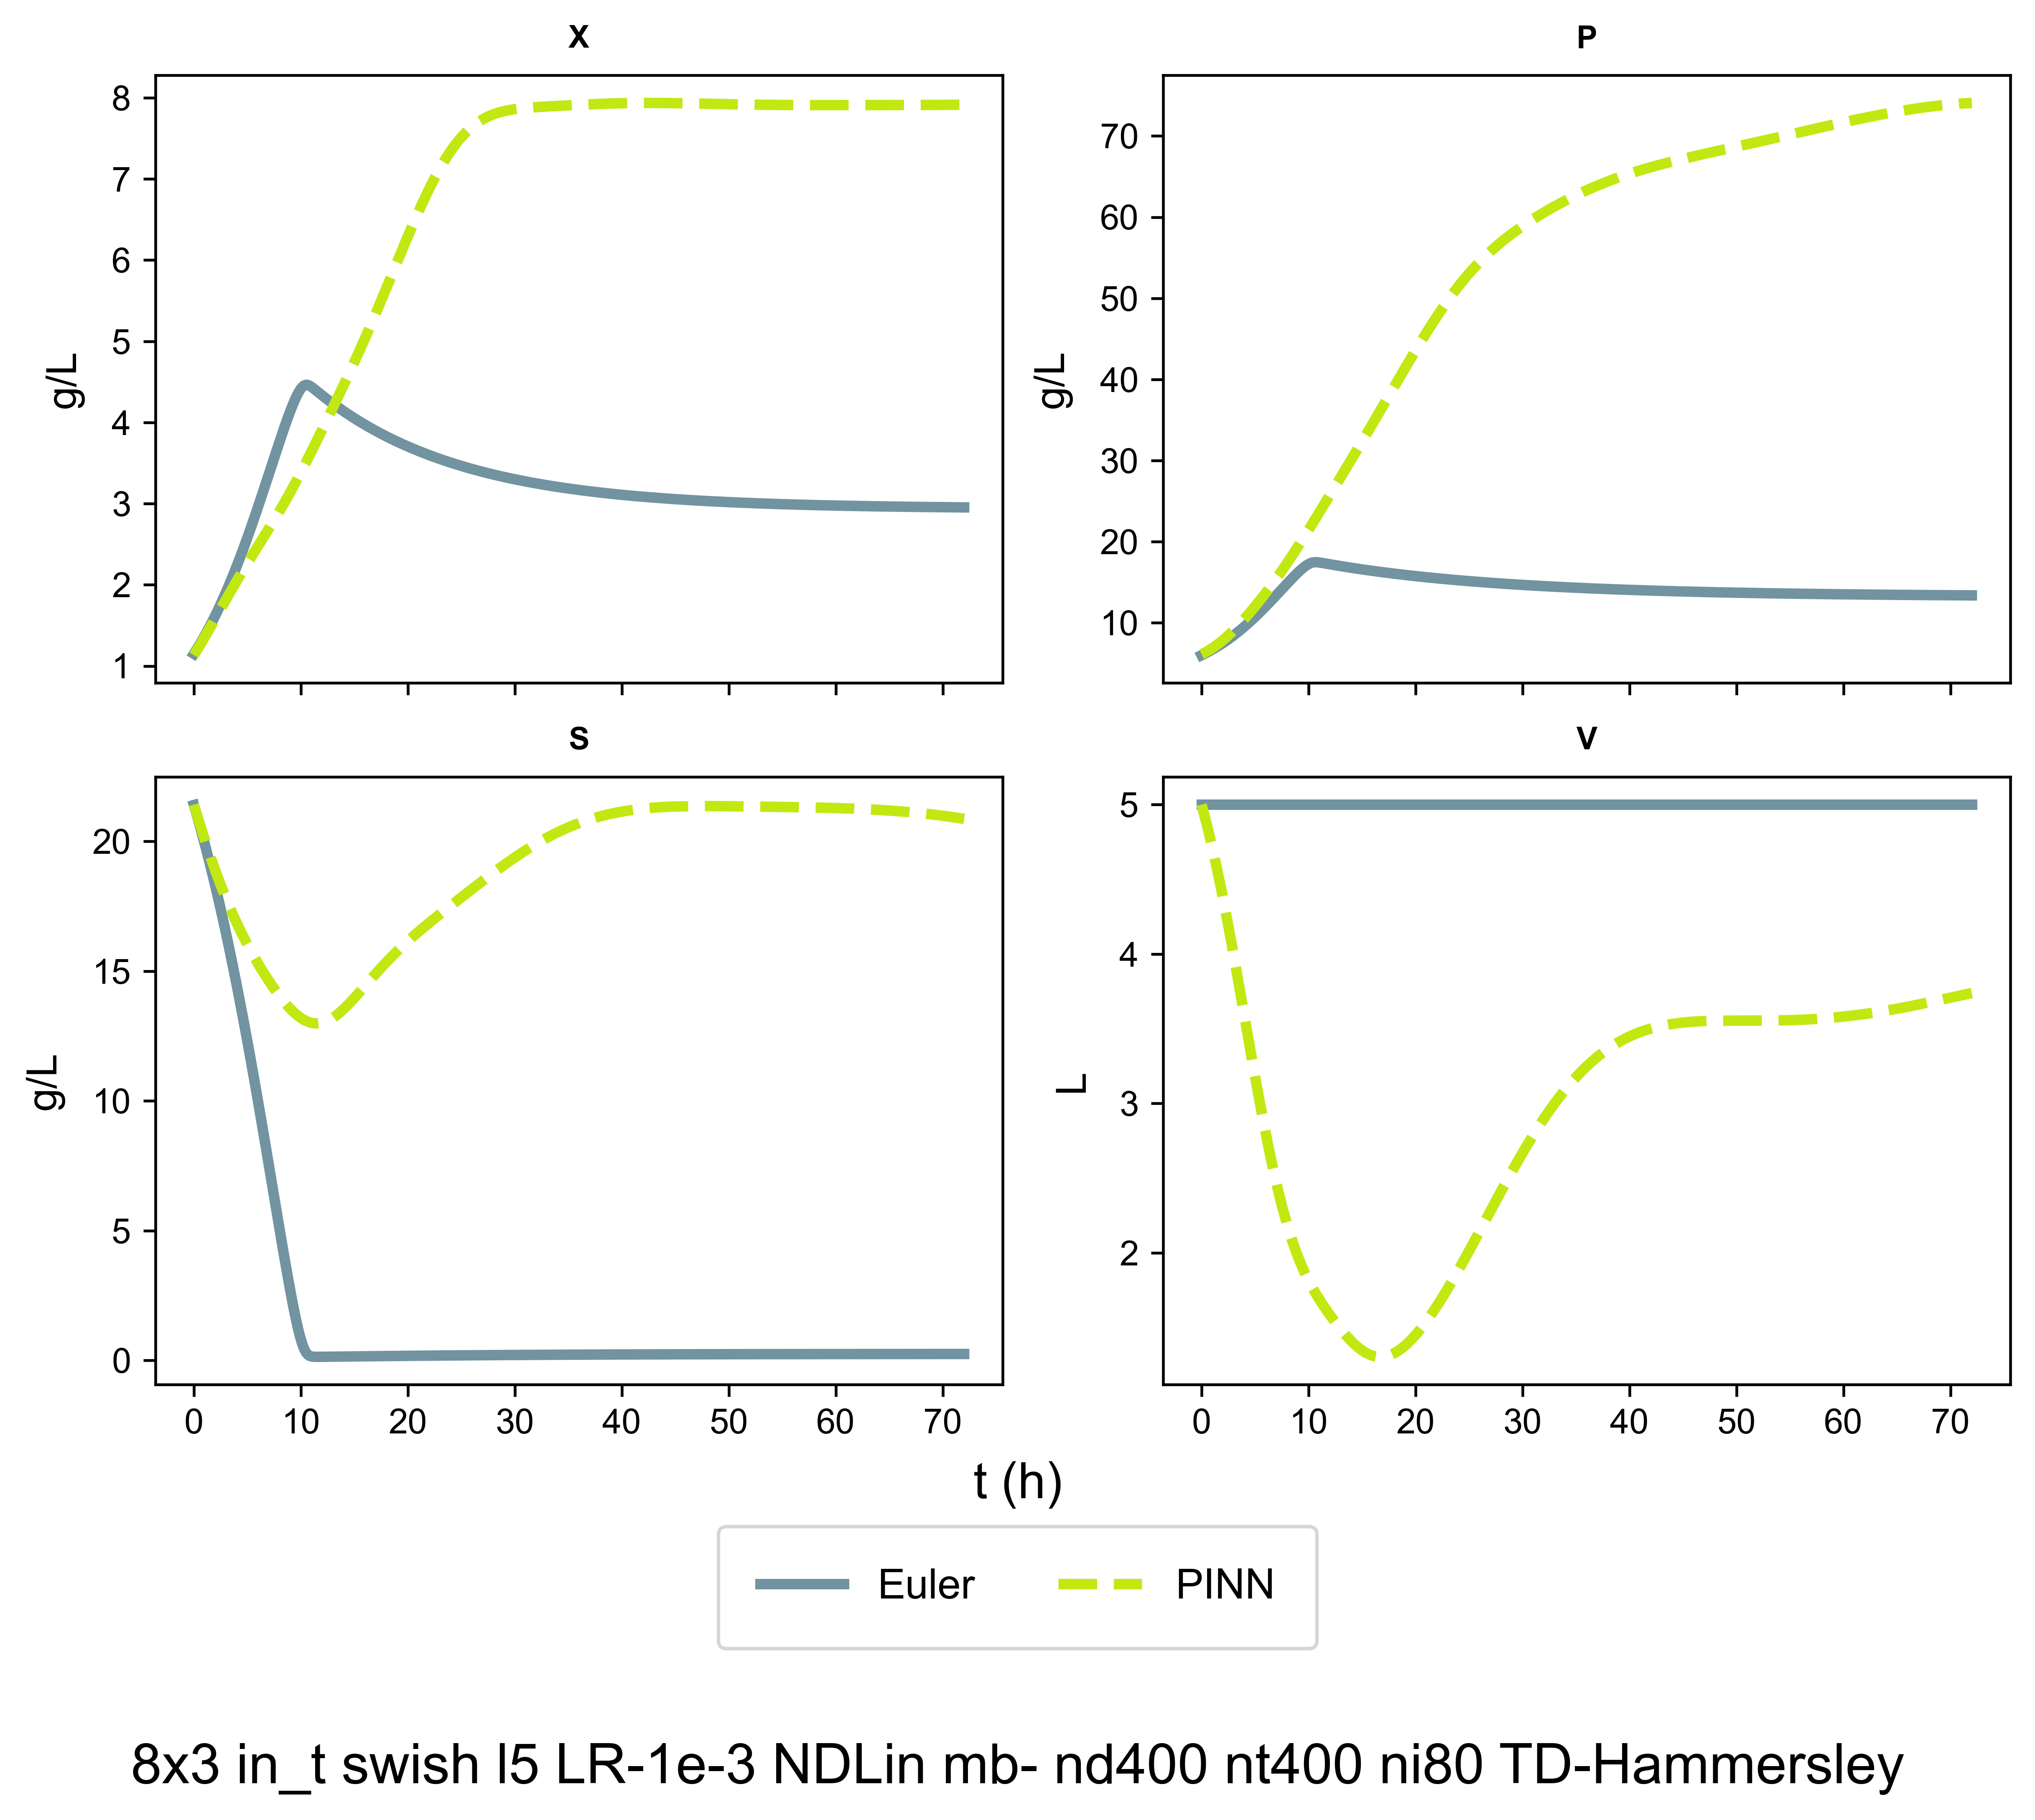 X
P
8
7
6
5
4
3
2
1
g/L
70
60
50
40
30
20
10
g/L
S
V
20
15
10
5
0
g/L
5
4
3
2
L
0 10 20 30 40 50 60 70
0 10 20 30 40 50 60 70
t (h)
Euler PINN
8x3 in_t swish l5 LR-1e-3 NDLin mb- nd400 nt400 ni80 TD-Hammersley